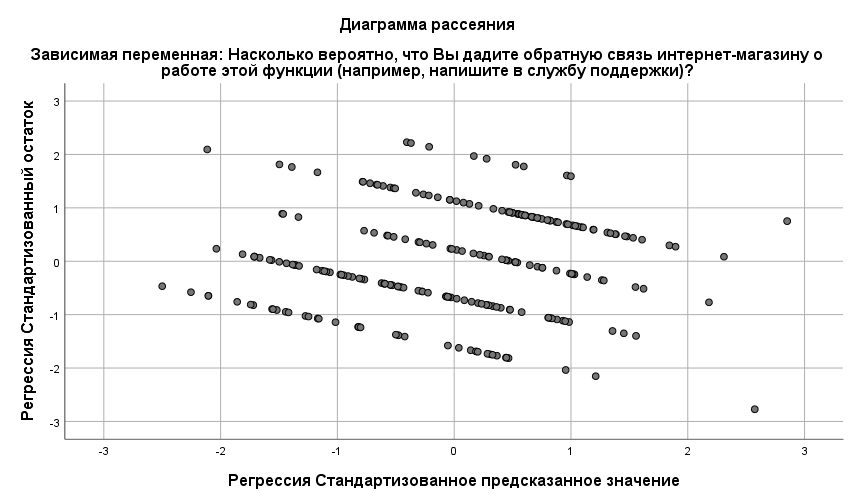 Диаграмма рассеяния
Зависимая переменная: Насколько вероятно, что Вы дадите обратную связь интернет-магазину о
работе этой функции (например, напишите в службу поддержки)?
Регрессия Стандартизованный остаток
3
2
1
0
-1
-2
-3
-3
-2
-1
0
1
2
3
Регрессия Стандартизованное предсказанное значение